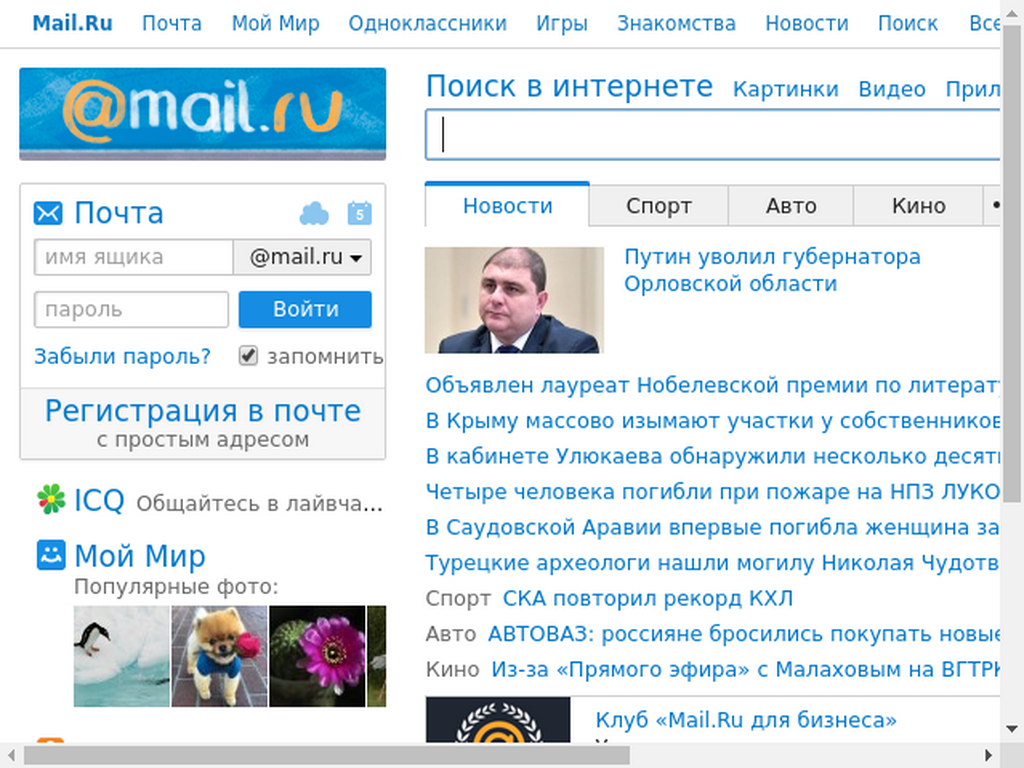 Mail.Ru Почта Мой Мир Одноклассники Игры Знакомства Новости Поиск Все
@mail.ru
Поиск в интернете Картинки Видео Прил
Почта 5
имя ящика @mail.ru
пароль Войти
Забыли пароль? запомнить
Регистрация в почте
с простым адресом
ICQ Общайтесь в лайвча...
Мой Мир
Популярные фото:
Новости Спорт Авто Кино
Путин уволил губернатора
Орловской области
Объявлен лауреат Нобелевской премии по литерат
В Крыму массово изымают участки у собственников
В кабинете Улюкаева обнаружили несколько десят
Четыре человека погибли при пожаре на НПЗ ЛУКО
В Саудовской Аравии впервые погибла женщина за
Турецкие археологи нашли могилу Николая Чудотв
Спорт СКА повторил рекорд КХЛ
Авто АВТОВАЗ: россияне бросились покупать новые
Кино Из-за «Прямого эфира» с Малаховым на ВГТРК
Клуб «Mail.Ru для бизнеса»